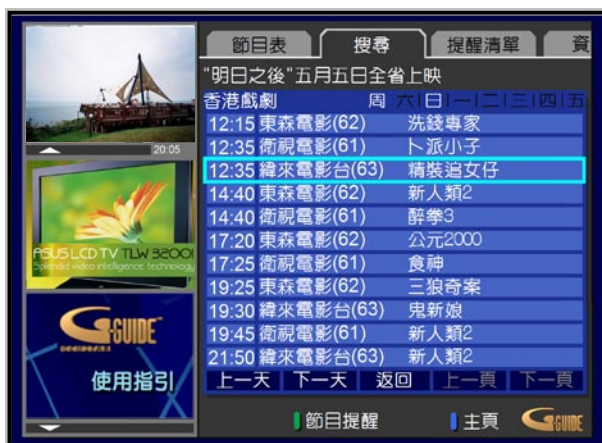 節目表 搜尋 提醒清單 資
"明日之後"五月五日全省上映
香港戲劇 周 六|日|一|二|三|四|五
12:15 東森電影(62) 洗錢專家
12:35 衛視電影(61) 卜派小子
12:35 緯來電影台(63) 精裝追女仔
14:40 東森電影(62) 新人類2
14:40 衛視電影(61) 醉拳3
17:20 東森電影(62) 公元2000
17:25 衛視電影(61) 食神
19:25 東森電影(62) 三狼奇案
19:30 緯來電影台(63) 鬼新娘
19:45 衛視電影(61) 新人類2
21:50 緯來電影台(63) 新人類2
上一天 下一天 返回 上一頁 下一頁
節目提醒 主頁 G-GUIDE
20:05
ASUS LCD TV TLW 32001
Splendid video intelligence technology
G-GUIDE
使用指引